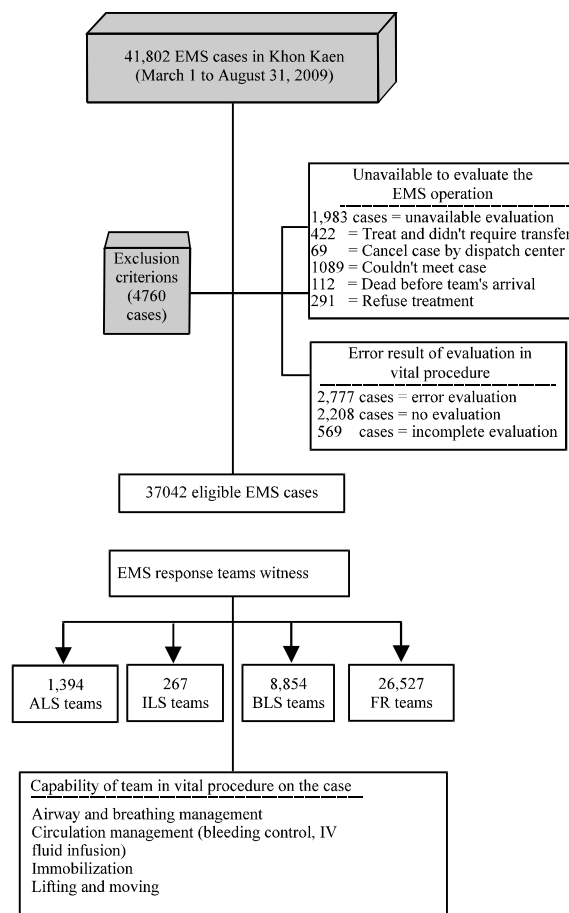 41,802 EMS cases in Khon Kaen
(March 1 to August 31, 2009)
Unavailable to evaluate the
EMS operation
1,983 cases = unavailable evaluation
422 = Treat and didn't require transfer
69 = Cancel case by dispatch center
1089 = Couldn't meet case
112 = Dead before team's arrival
291 = Refuse treatment
Exclusion
criterions
(4760
cases)
Error result of evaluation in
vital procedure
2,777 cases = error evaluation
2,208 cases = no evaluation
569 cases = incomplete evaluation
37042 eligible EMS cases
EMS response teams witness
1,394
ALS teams
267
ILS teams
8,854
BLS teams
26,527
FR teams
Capability of team in vital procedure on the case
Airway and breathing management
Circulation management (bleeding control, IV
fluid infusion)
Immobilization
Lifting and moving